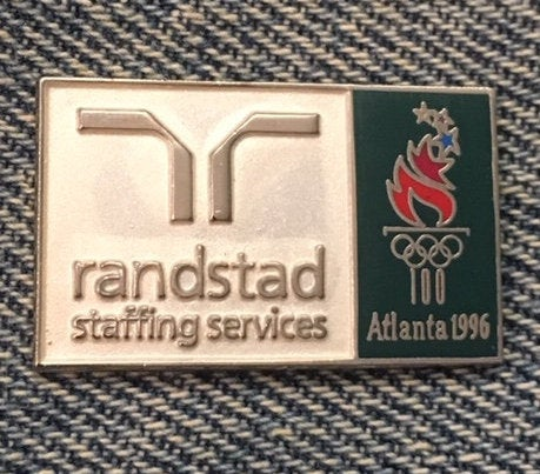 randstad
staffing services
100
Atlanta 1996